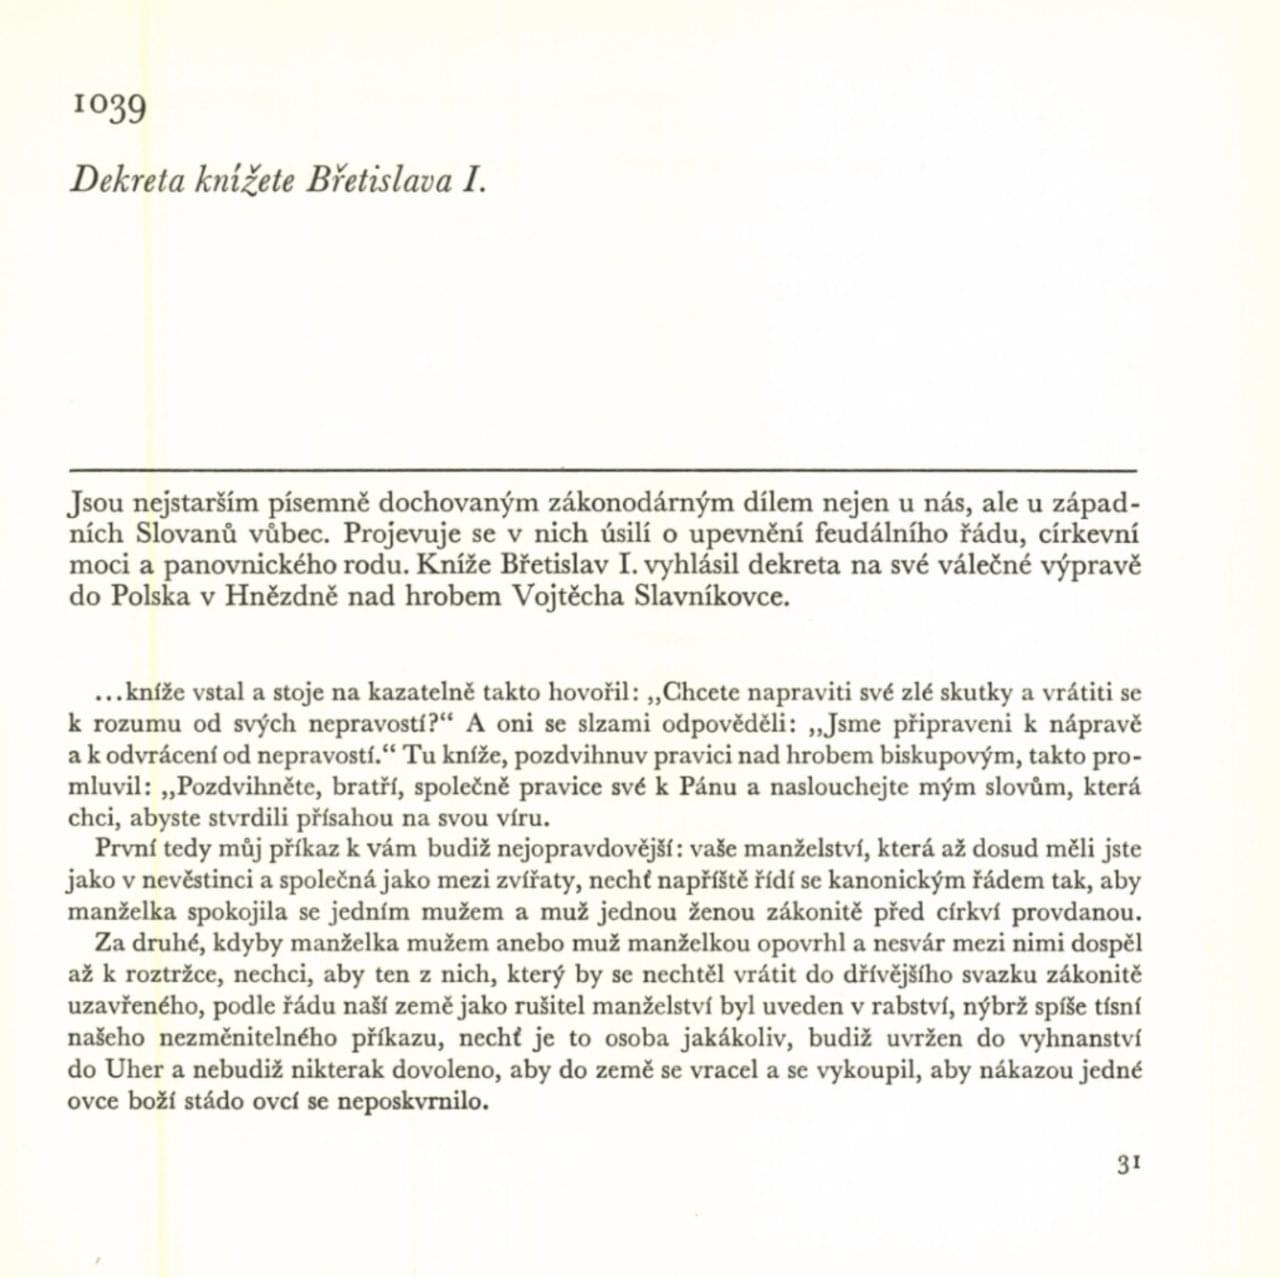 1039
Dekreta knížete Břetislava I.
Jsou nejstarším písemně dochovaným zákonodárným dílem nejen u nás, ale u západ-
ních Slovanů vůbec. Projevuje se v nich úsilí o upevnění feudálního řádu, církevní
moci a panovnického rodu. Kníže Břetislav I. vyhlásil dekreta na své válečné výpravě
do Polska v Hnězdně nad hrobem Vojtěcha Slavníkovce.
...kníže vstal a stoje na kazatelně takto hovořil: „Chcete napraviti své zlé skutky a vrátiti se
k rozumu od svých nepravostí?“ A oni se slzami odpověděli: „Jsme připraveni k nápravě
a k odvrácení od nepravostí.“ Tu kníže, pozdvihnuv pravici nad hrobem biskupovým, takto pro-
mluvil: „Pozdvihněte, bratří, společně pravice své k Pánu a naslouchejte mým slovům, která
chci, abyste stvrdili přísahou na svou víru.
První tedy můj příkaz k vám budiž nejopravdovější: vaše manželství, která až dosud měli jste
jako v nevěstinci a společná jako mezi zvířaty, nechť napříště řídí se kanonickým řádem tak, aby
manželka spokojila se jedním mužem a muž jednou ženou zákonitě před církví provdanou.
Za druhé, kdyby manželka mužem anebo muž manželkou opovrhl a nesvár mezi nimi dospěl
až k roztržce, nechci, aby ten z nich, který by se nechtěl vrátit do dřívějšího svazku zákonitě
uzavřeného, podle řádu naší země jako rušitel manželství byl uveden v rabství, nýbrž spíše tísní
našeho nezměnitelného příkazu, nechť je to osoba jakákoliv, budiž uvržen do vyhnanství
do Uher a nebudiž nikterak dovoleno, aby do země se vracel a se vykoupil, aby nákazou jedné
ovce boží stádo ovcí se neposkvrnilo.
31